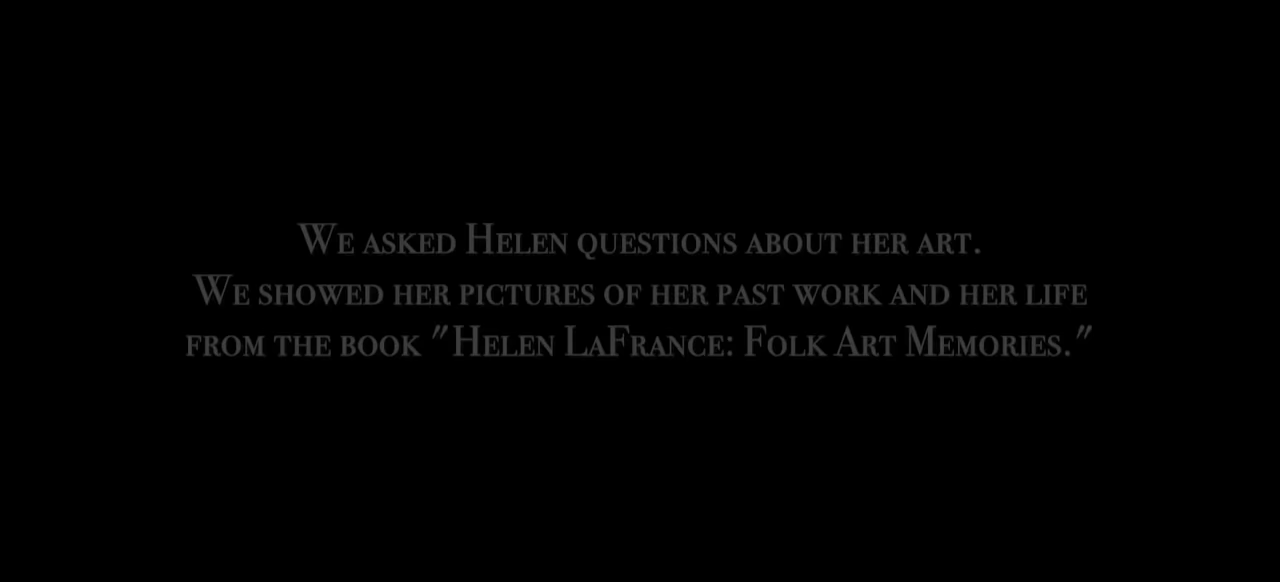 We asked Helen questions about her art.
We showed her pictures of her past work and her life
from the book "Helen LaFrance: Folk Art Memories."